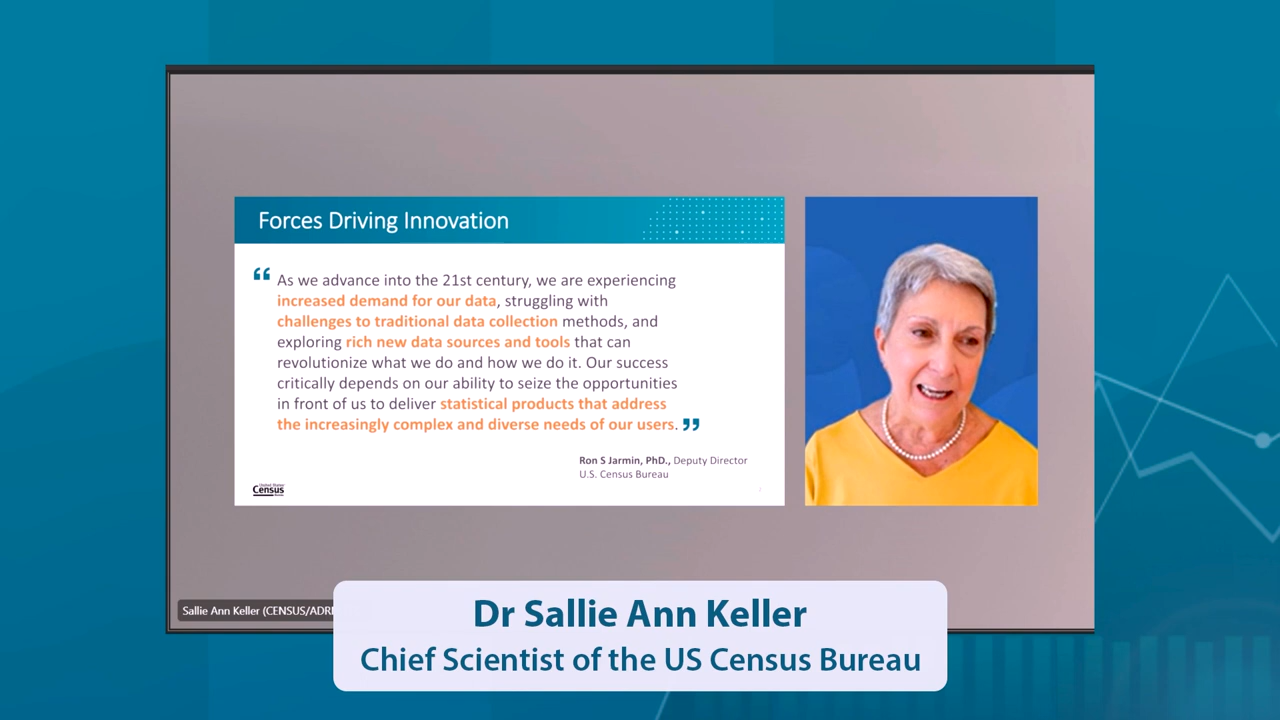 Forces Driving Innovation
“ As we advance into the 21st century, we are experiencing
increased demand for our data, struggling with
challenges to traditional data collection methods, and
exploring rich new data sources and tools that can
revolutionize what we do and how we do it. Our success
critically depends on our ability to seize the opportunities
in front of us to deliver statistical products that address
the increasingly complex and diverse needs of our users. ”
Ron S Jarmin, PhD., Deputy Director
U.S. Census Bureau
United States
Census
Bureau
Sallie Ann Keller (CENSUS/ADR
Dr Sallie Ann Keller
Chief Scientist of the US Census Bureau